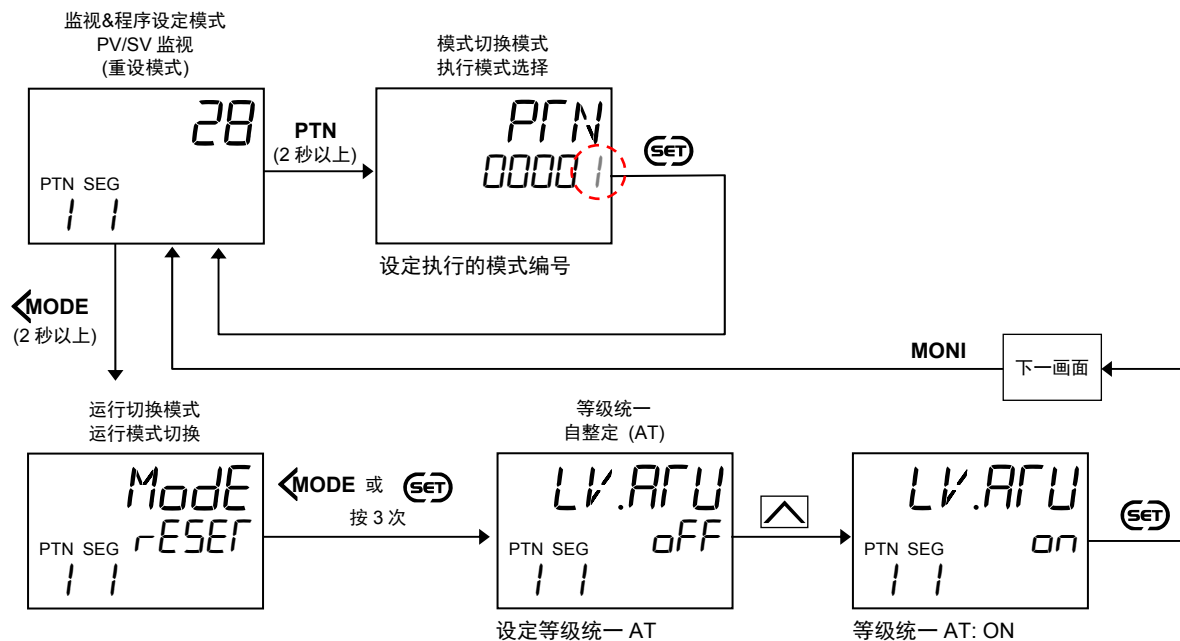 监视&程序设定模式
PV/SV 监视
(重设模式)
28
PTN SEG
1 1
PTN
(2 秒以上)
模式切换模式
执行模式选择
PTN
00001
设定执行的模式编号
SET
MODE
(2 秒以上)
MONI
下一画面
运行切换模式
运行模式切换
ModE
rESET
PTN SEG
1 1
MODE 或 SET
按 3 次
等级统一
自整定 (AT)
LV.ATU
oFF
PTN SEG
1 1
设定等级统一 AT
LV.ATU
on
PTN SEG
1 1
等级统一 AT: ON
SET